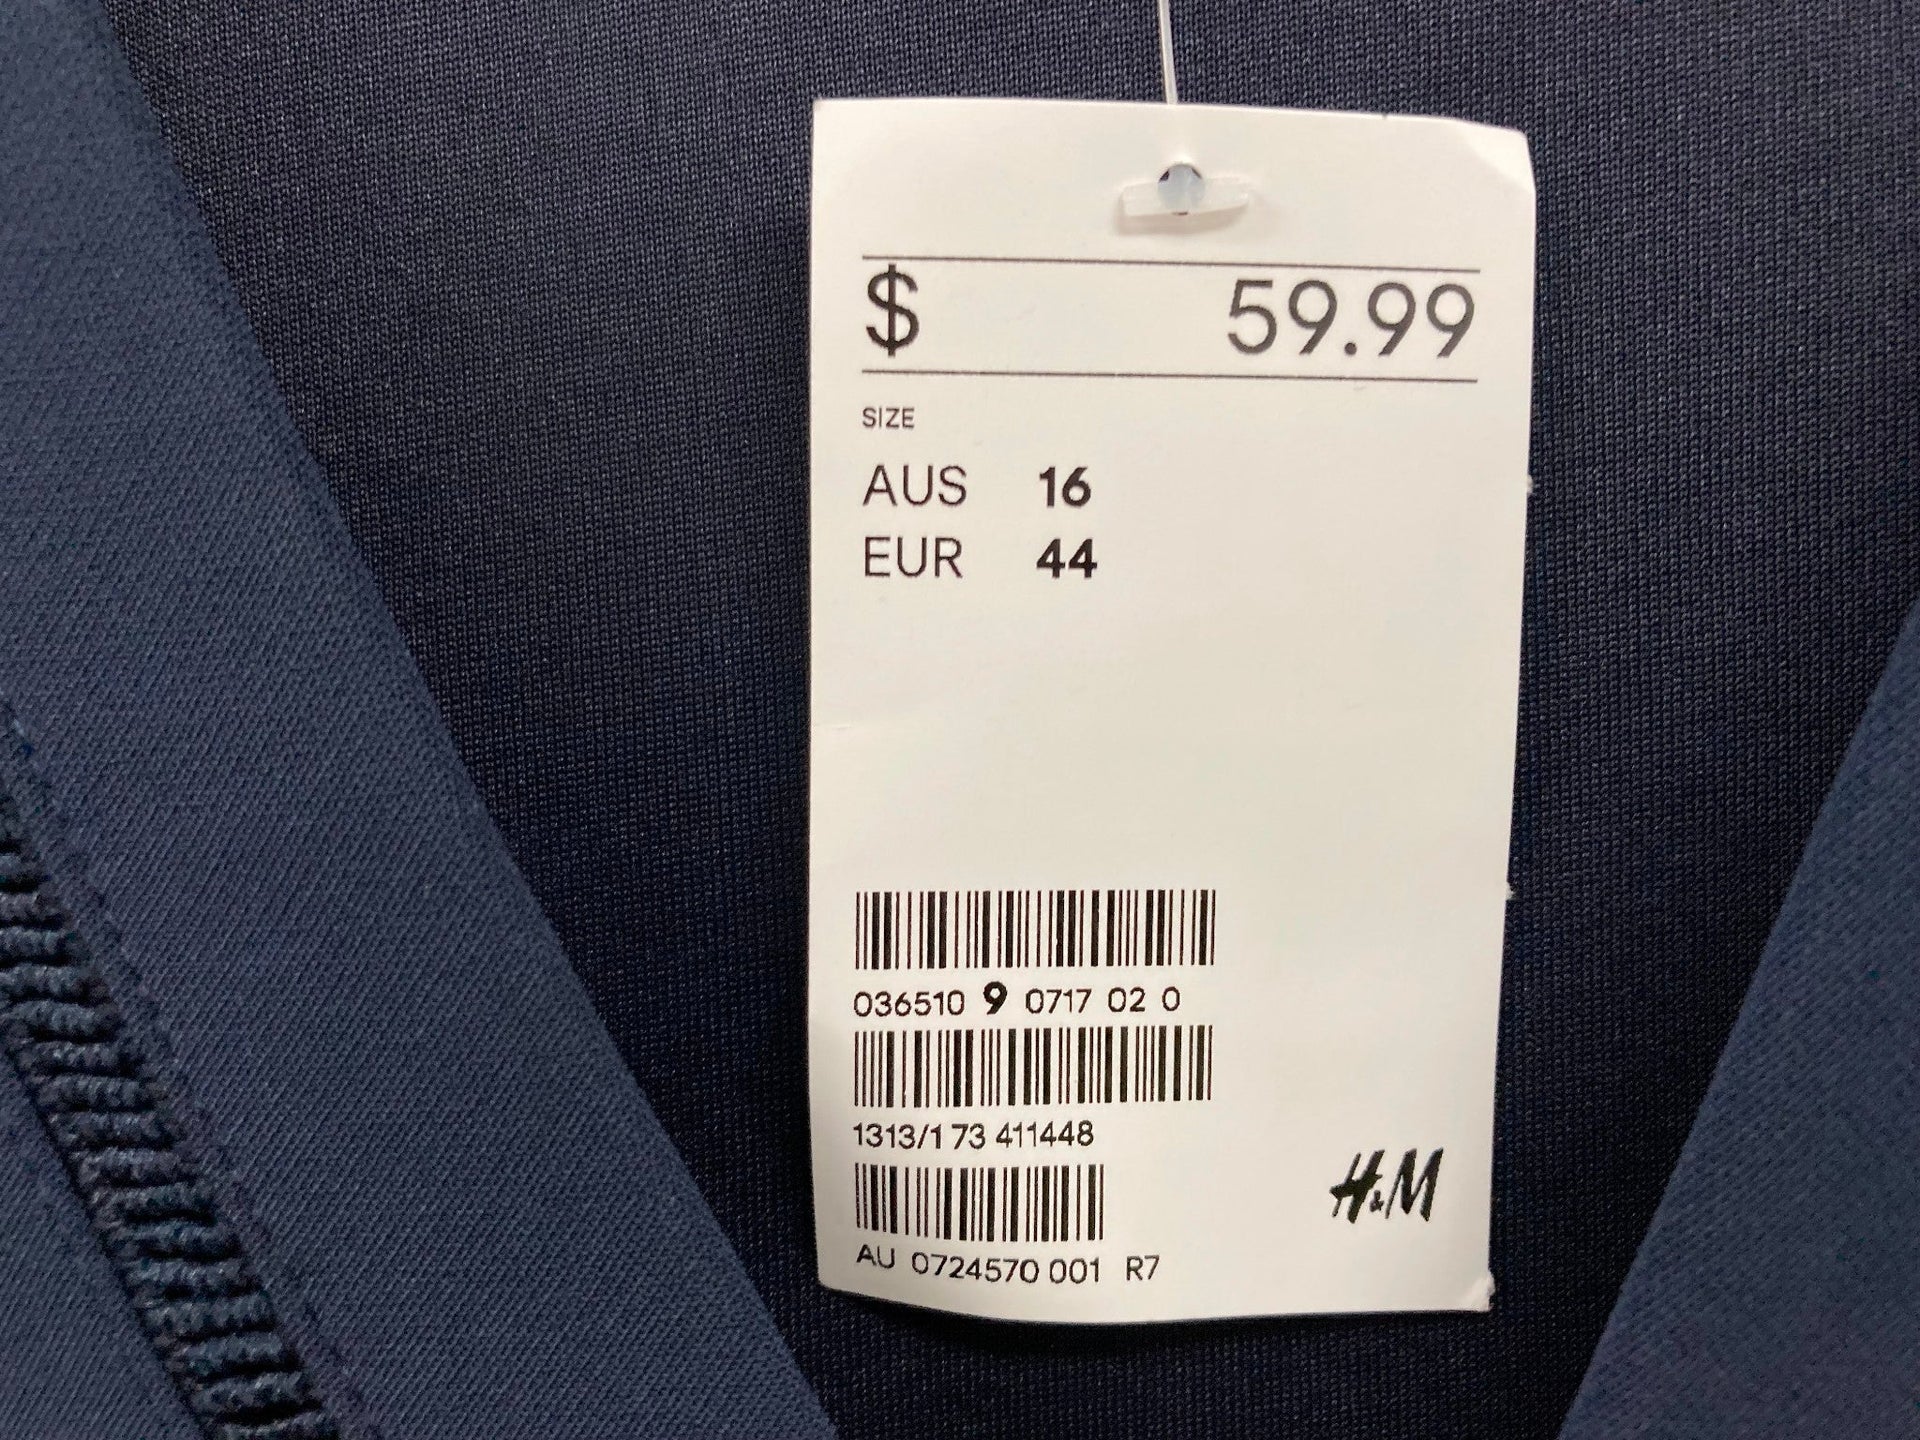 $ 59.99
SIZE
AUS 16
EUR 44
036510 9 0717 02 0
1313/1 73 411448
H&M
AU 0724570 001 R7